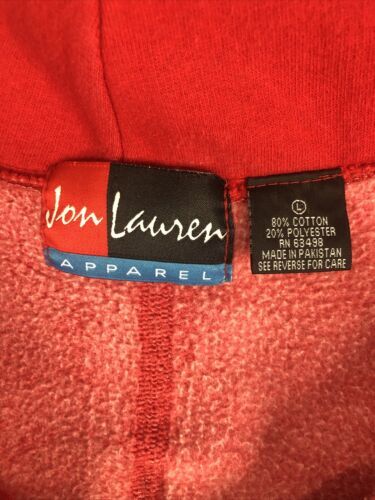 Jon Lauren
APPAREL
L
80% COTTON
20% POLYESTER
RN 63498
MADE IN PAKISTAN
SEE REVERSE FOR CARE